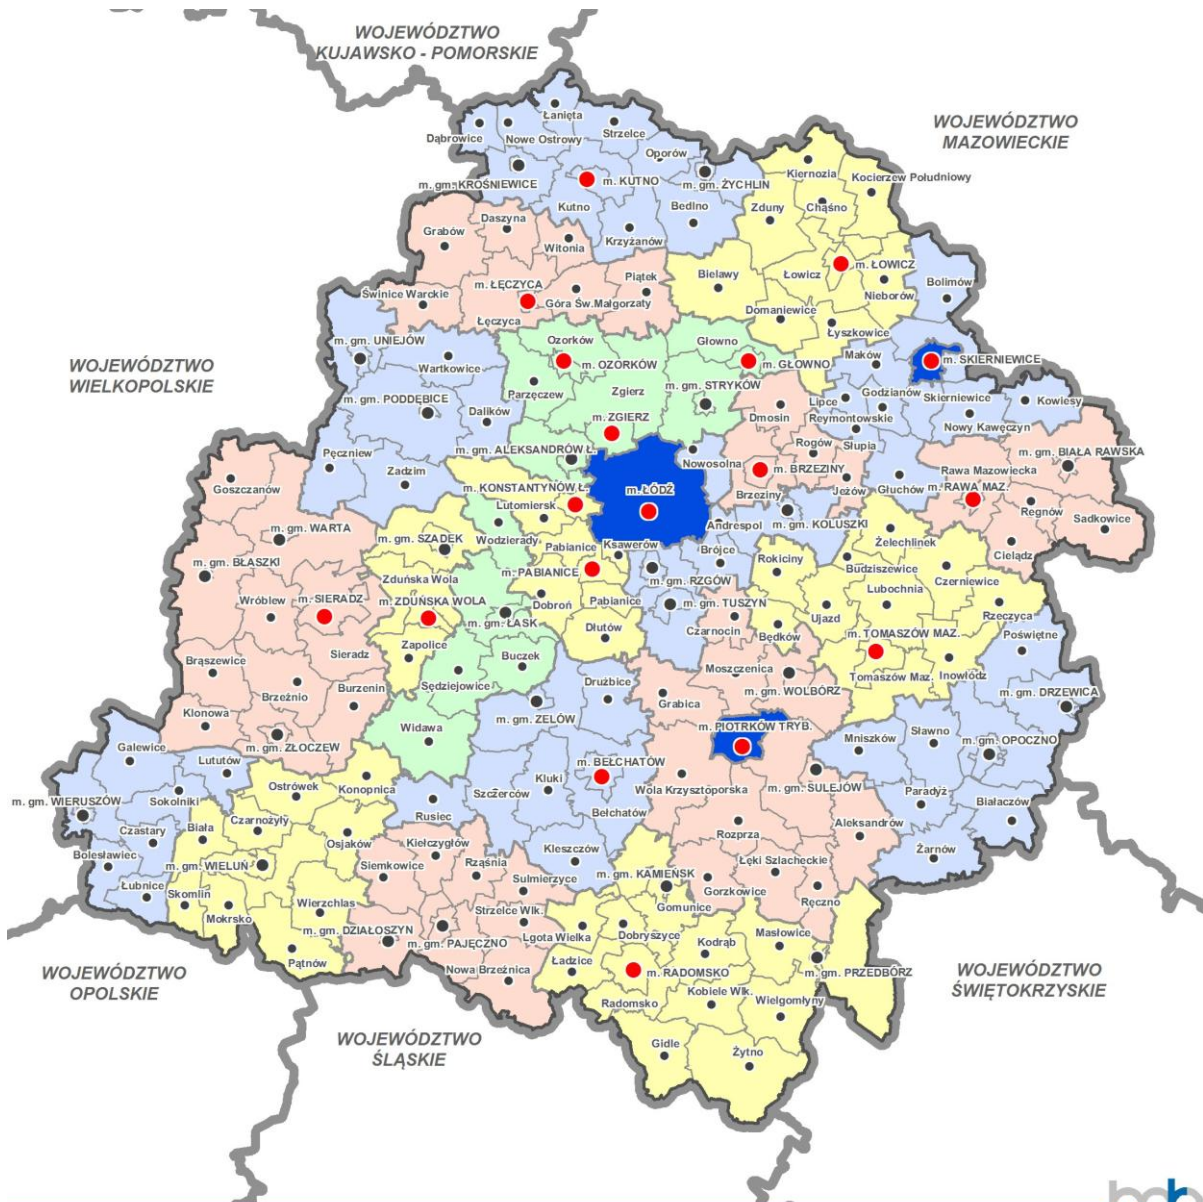 WOJEWÓDZTWO
KUJAWSKO - POMORSKIE
WOJEWÓDZTWO
MAZOWIECKIE
Łanięta
Dąbrowice
Nowe Ostrowy
Strzelce
Oporów
m. gm. KROŚNIEWICE
m. KUTNO
m. gm. ŻYCHLIN
Kutno
Bedlno
Krzyżanów
Kiernozia
Kocierzew Południowy
Zduny
Chąśno
Daszyna
Grabów
Witonia
Bielawy
Łowicz
m. ŁOWICZ
Nieborów
Bolimów
Piątek
m. ŁĘCZYCA
Świnice Warckie
Góra Św.Małgorzaty
Łęczyca
Domaniewice
Łyszkowice
WOJEWÓDZTWO
WIELKOPOLSKIE
m. gm. UNIEJÓW
Wartkowice
Ozorków
m. OZORKÓW
Głowno
m. GŁOWNO
Maków
m. SKIERNIEWICE
Parzęczew
Zgierz
m. gm. STRYKÓW
m. gm. PODDĘBICE
Dalików
m. ZGIERZ
Dmosin
Lipce
Reymontowskie
Godzianów
Skierniewice
Kowiesy
Nowy Kawęczyn
Słupia
Pęczniew
Zadzim
m. gm. ALEKSANDRÓW Ł.
Nowosolna
Rogów
m. BRZEZINY
Brzeziny
Jeżów
Głuchów
Rawa Mazowiecka
m. RAWA MAZ.
m. gm. BIAŁA RAWSKA
Regnów
Sadkowice
Cielądz
Goszczanów
m. KONSTANTYNÓW Ł.
m. ŁÓDŹ
Lutomiersk
m. gm. WARTA
Wodzierady
Andrespol
m. gm. KOLUSZKI
m. gm. SZADEK
Pabianice
Ksawerów
Brójce
Rokiciny
Żelechlinek
Budziszewice
Czerniewice
m. gm. BŁASZKI
Zduńska Wola
m. PABIANICE
m. gm. RZGÓW
Lubochnia
Wróblew
m. SIERADZ
m. ZDUŃSKA WOLA
Dobroń
Pabianice
m. gm. TUSZYN
Ujazd
Rzeczyca
m. gm. ŁASK
Dłutów
Czarnocin
Będków
m. TOMASZÓW MAZ.
Poświętne
Sieradz
Zapolice
Buczek
Moszczenica
Tomaszów Maz.
Inowłódz
Brąszewice
Brzeźnio
Burzenin
Sędziejowice
Drużbice
Grabica
m. gm. WOLBÓRZ
m. gm. DRZEWICA
Klonowa
m. gm. ZŁOCZEW
Widawa
m. gm. ZELÓW
m. PIOTRKÓW TRYB.
Mniszków
Sławno
m. gm. OPOCZNO
Galewice
Lututów
m. BEŁCHATÓW
Ostrówek
Konopnica
Kluki
Szczerców
Wola Krzysztoporska
m. gm. SULEJÓW
Paradyż
Białaczów
m. gm. WIERUSZÓW
Sokolniki
Rusiec
Bełchatów
Czastary
Biała
Czarnożyły
Osjaków
Rozprza
Aleksandrów
Żarnów
Bolesławiec
m. gm. WIELUŃ
Kiełczygłów
Siemkowice
Rząśnia
Kleszczów
Sulmierzyce
m. gm. KAMIEŃSK
Łęki Szlacheckie
Gorzkowice
Ręczno
Łubnice
Skomlin
Mokrsko
Wierzchlas
m. gm. DZIAŁOSZYN
Strzelce Wlk.
m. gm. PAJĘCZNO
Gomunice
Lgota Wielka
Dobryszyce
Kodrąb
Masłowice
Pątnów
Nowa Brzeźnica
Ładzice
m. RADOMSKO
m. gm. PRZEDBÓRZ
Radomsko
Kobiele Wlk.
Wielgomłyny
Gidle
Żytno
WOJEWÓDZTWO
OPOLSKIE
WOJEWÓDZTWO
ŚWIĘTOKRZYSKIE
WOJEWÓDZTWO
ŚLĄSKIE